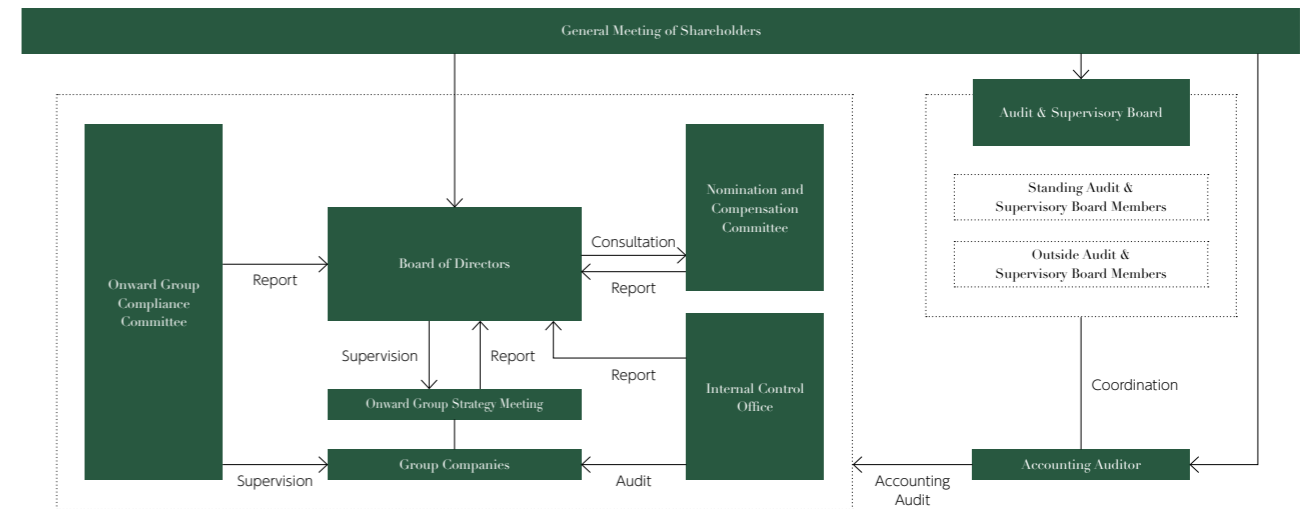 General Meeting of Shareholders
Audit & Supervisory Board
Standing Audit &
Supervisory Board Members
Outside Audit &
Supervisory Board Members
Nomination and
Compensation
Committee
Consultation
Report
Board of Directors
Report
Onward Group
Compliance
Committee
Supervision
Report
Report
Internal Control
Office
Onward Group Strategy Meeting
Coordination
Group Companies
Supervision
Audit
Accounting Auditor
Accounting
Audit